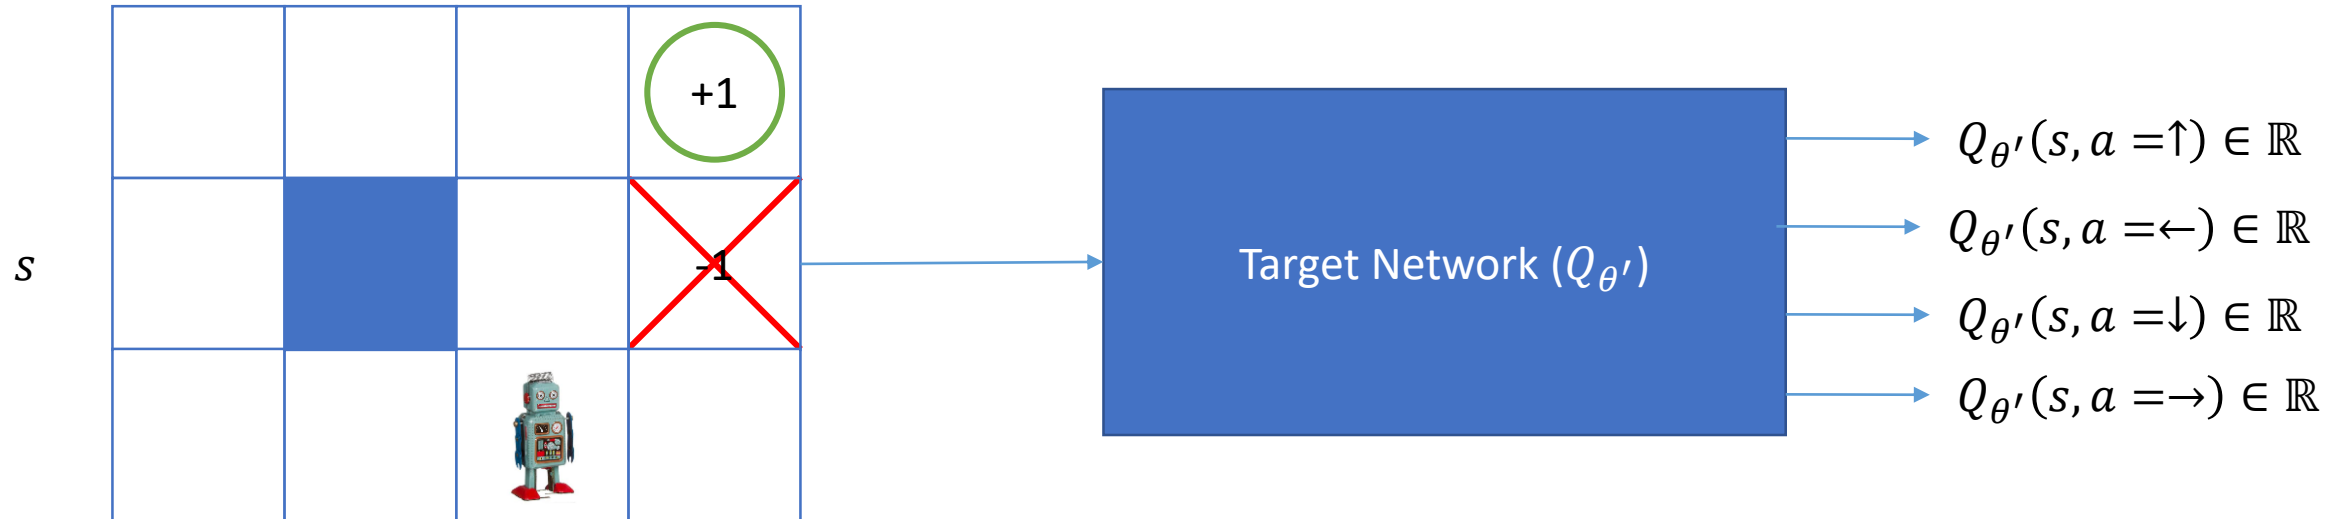 +1
s
-1
Target Network (Q_θ′)
Q_θ′(s, a =↑) ∈ ℝ
Q_θ′(s, a =←) ∈ ℝ
Q_θ′(s, a =↓) ∈ ℝ
Q_θ′(s, a =→) ∈ ℝ